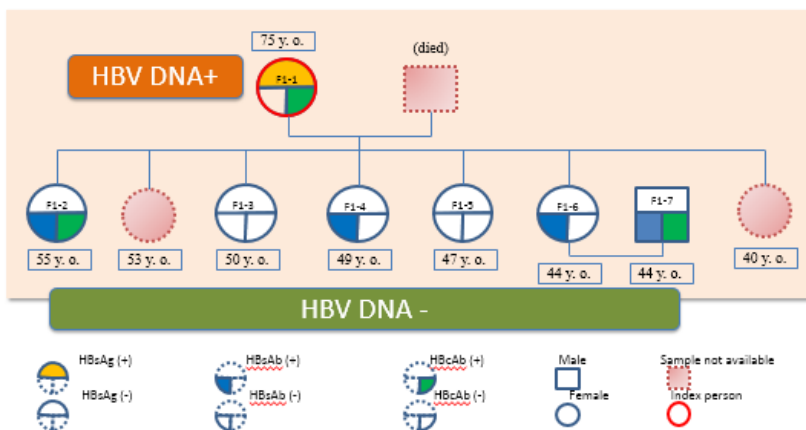 75 y. o.
(died)
HBV DNA+
F1-1
F1-2
F1-3
F1-4
F1-5
F1-6
F1-7
55 y. o.
53 y. o.
50 y. o.
49 y. o.
47 y. o.
44 y. o.
44 y. o.
40 y. o.
HBV DNA -
HBsAg (+)
HBsAb (+)
HBcAb (+)
Male
Sample not available
HBsAg (-)
HBsAb (-)
HBcAb (-)
Female
Index person